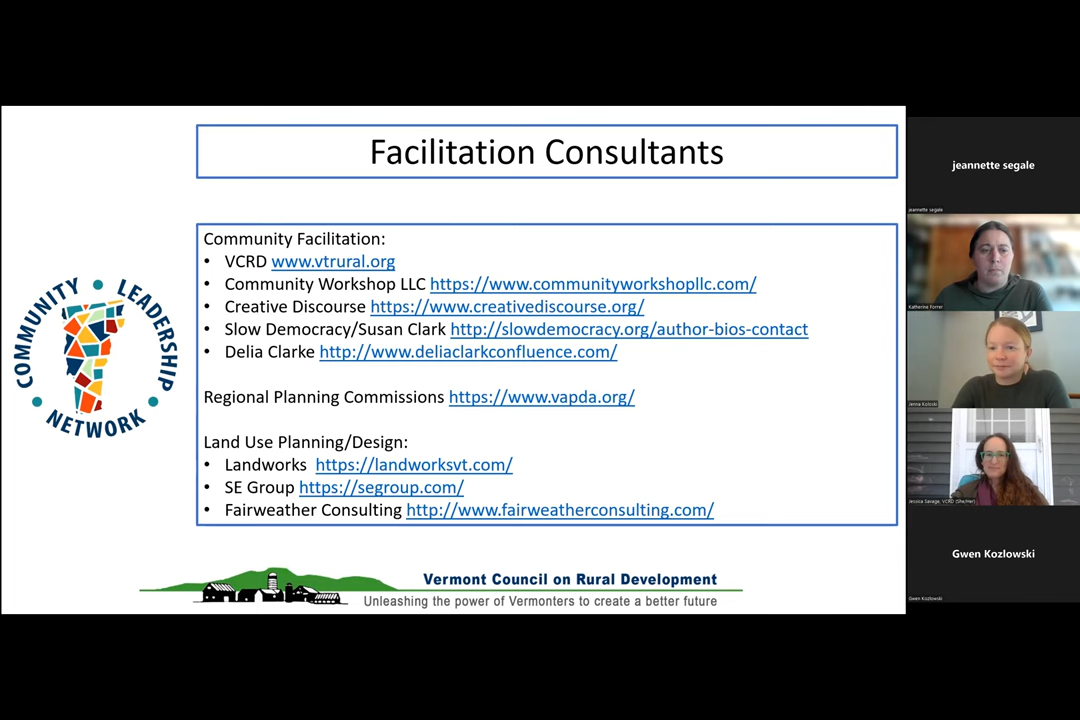 Facilitation Consultants
Community Facilitation:
• VCRD www.vtrural.org
• Community Workshop LLC https://www.communityworkshopllc.com/
• Creative Discourse https://www.creativediscourse.org/
• Slow Democracy/Susan Clark http://slowdemocracy.org/author-bios-contact
• Delia Clarke http://www.deliaclarkconfluence.com/
Regional Planning Commissions https://www.vapda.org/
Land Use Planning/Design:
• Landworks https://landworksvt.com/
• SE Group https://segroup.com/
• Fairweather Consulting http://www.fairweatherconsulting.com/
COMMUNITY LEADERSHIP
NETWORK
Vermont Council on Rural Development
Unleashing the power of Vermonters to create a better future
jeannette segale
jeannette segale
Katherine Forrer
Jenna Koloski
Jessica Savage, VCRD (She/Her)
Gwen Kozlowski
Gwen Kozlowski